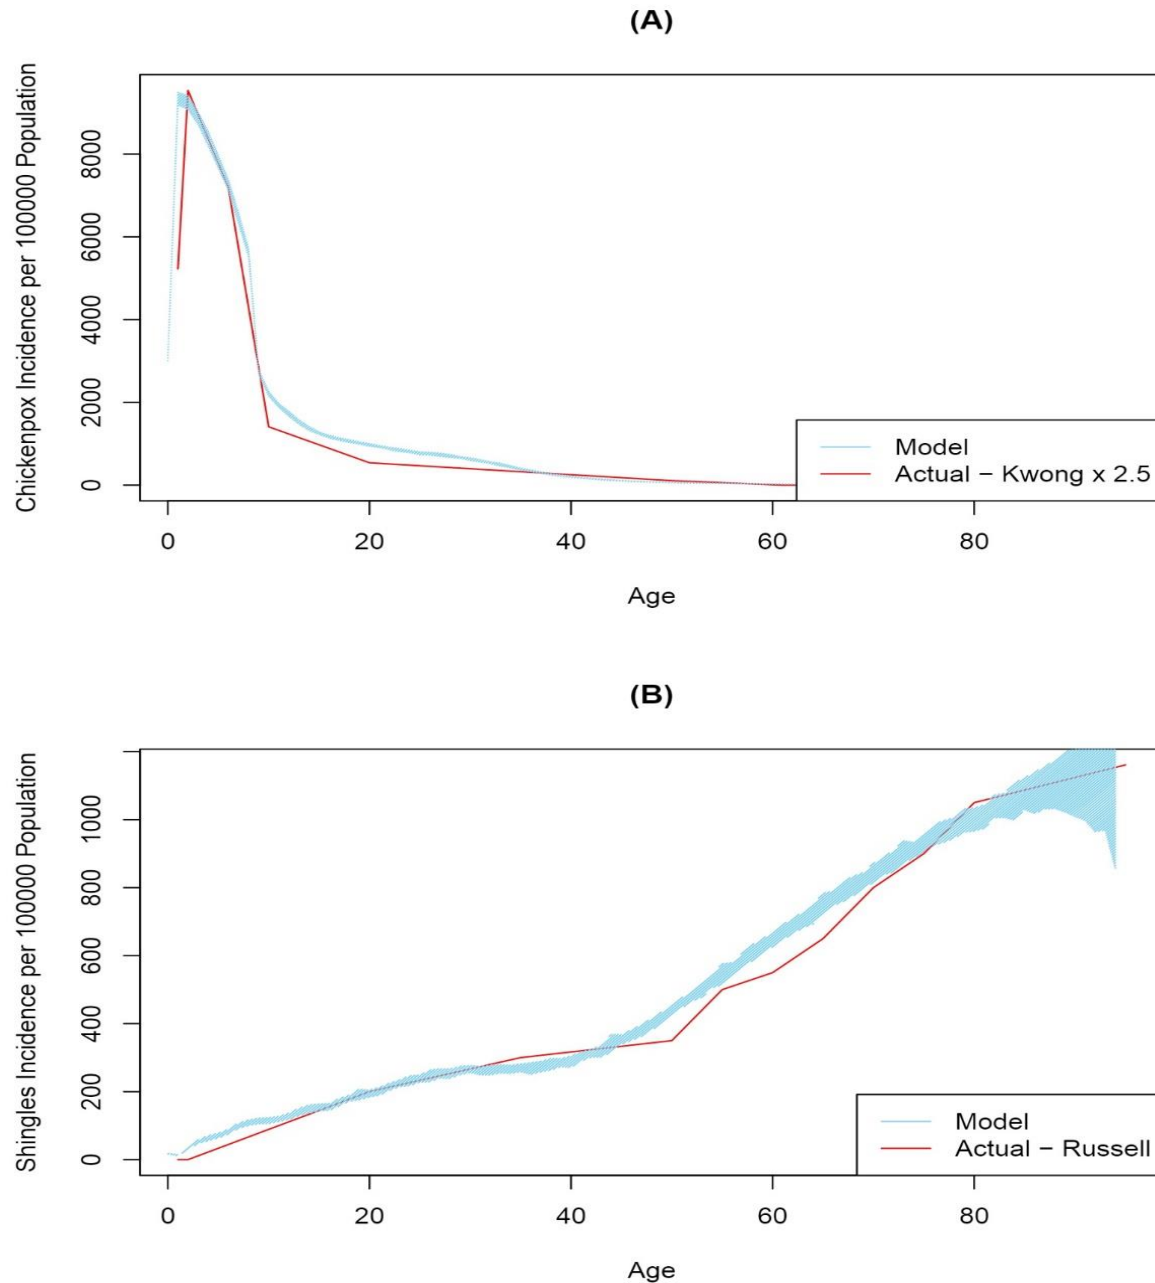 (A)
Chickenpox Incidence per 100000 Population
8000
6000
4000
2000
0
Model
Actual − Kwong x 2.5
0 20 40 60 80
Age
(B)
Shingles Incidence per 100000 Population
1000
800
600
400
200
0
Model
Actual − Russell
0 20 40 60 80
Age